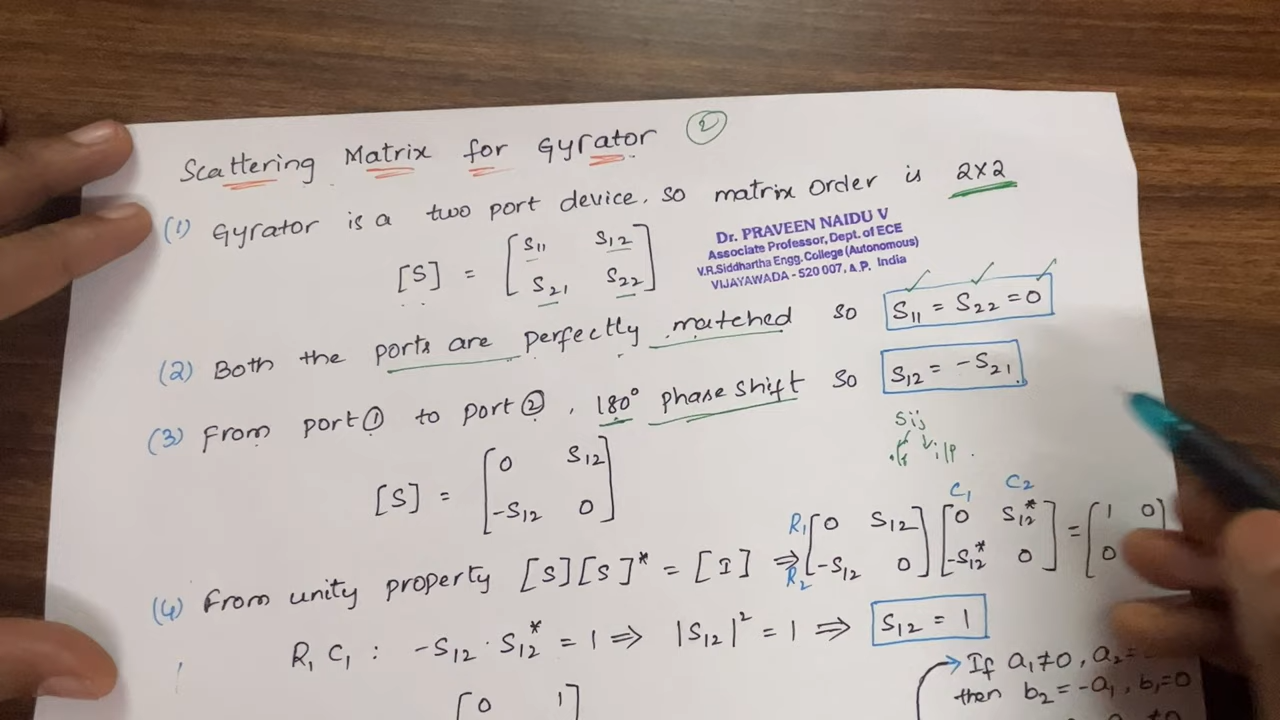 Scattering Matrix for Gyrator (2)
(1) Gyrator is a two port device. so matrix order is 2x2
[S] = [ S11 S12
S21 S22 ]
Dr. PRAVEEN NAIDU V
Associate Professor, Dept. of ECE
V.R.Siddhartha Engg. College (Autonomous)
VIJAYAWADA - 520 007, A.P. India
(2) Both the ports are perfectly matched so S11 = S22 = 0
(3) From port ① to port ②, 180° phase shift so S12 = -S21
Sij
i/p.
[S] = [ 0 S12
-S12 0 ]
C1 C2
(4) From unity property [S][S]* = [I] ⇒ R1 R2 [ 0 S12
-S12 0 ] [ 0 S12*
-S12* 0 ] = [ 1 0
0
R1 C1 : -S12 · S12* = 1 ⇒ |S12|² = 1 ⇒ S12 = 1
[ 0 1 ]
→ If a1≠0, a2=
then b2 = -a1, b1=0